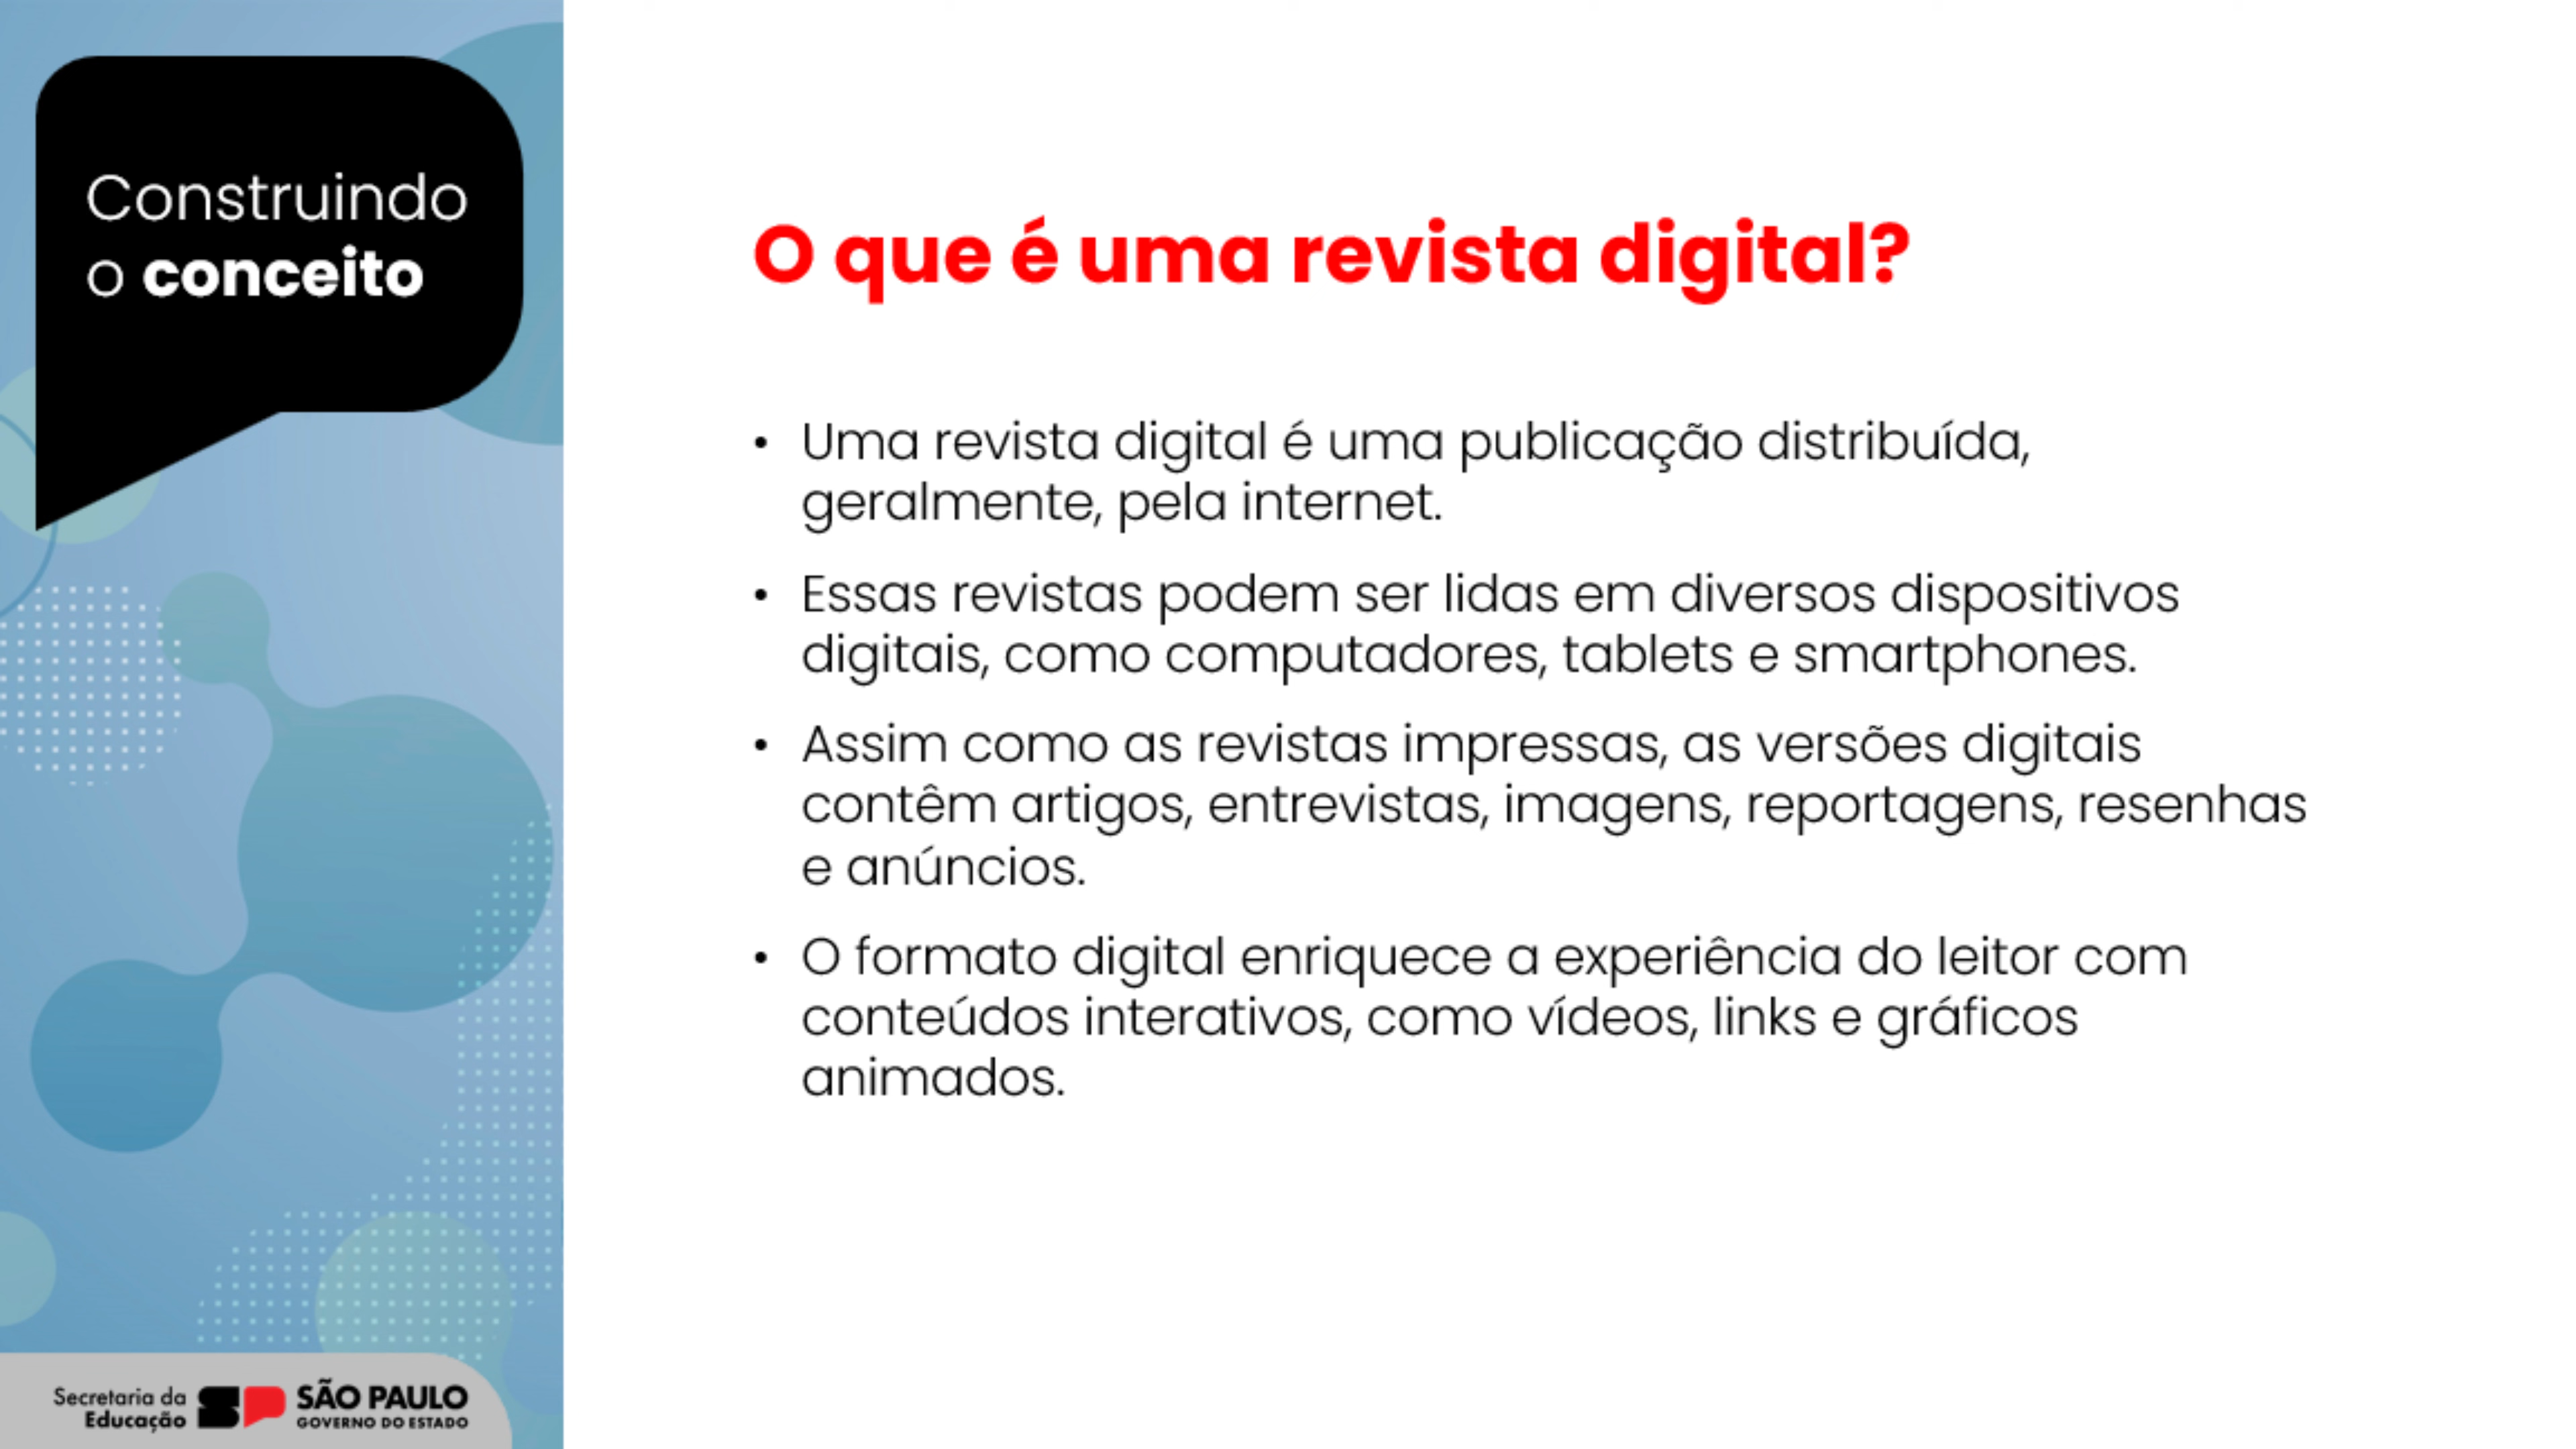 Construindo
o conceito
O que é uma revista digital?
• Uma revista digital é uma publicação distribuída,
geralmente, pela internet.
• Essas revistas podem ser lidas em diversos dispositivos
digitais, como computadores, tablets e smartphones.
• Assim como as revistas impressas, as versões digitais
contêm artigos, entrevistas, imagens, reportagens, resenhas
e anúncios.
• O formato digital enriquece a experiência do leitor com
conteúdos interativos, como vídeos, links e gráficos
animados.
Secretaria da
Educação
SÃO PAULO
GOVERNO DO ESTADO